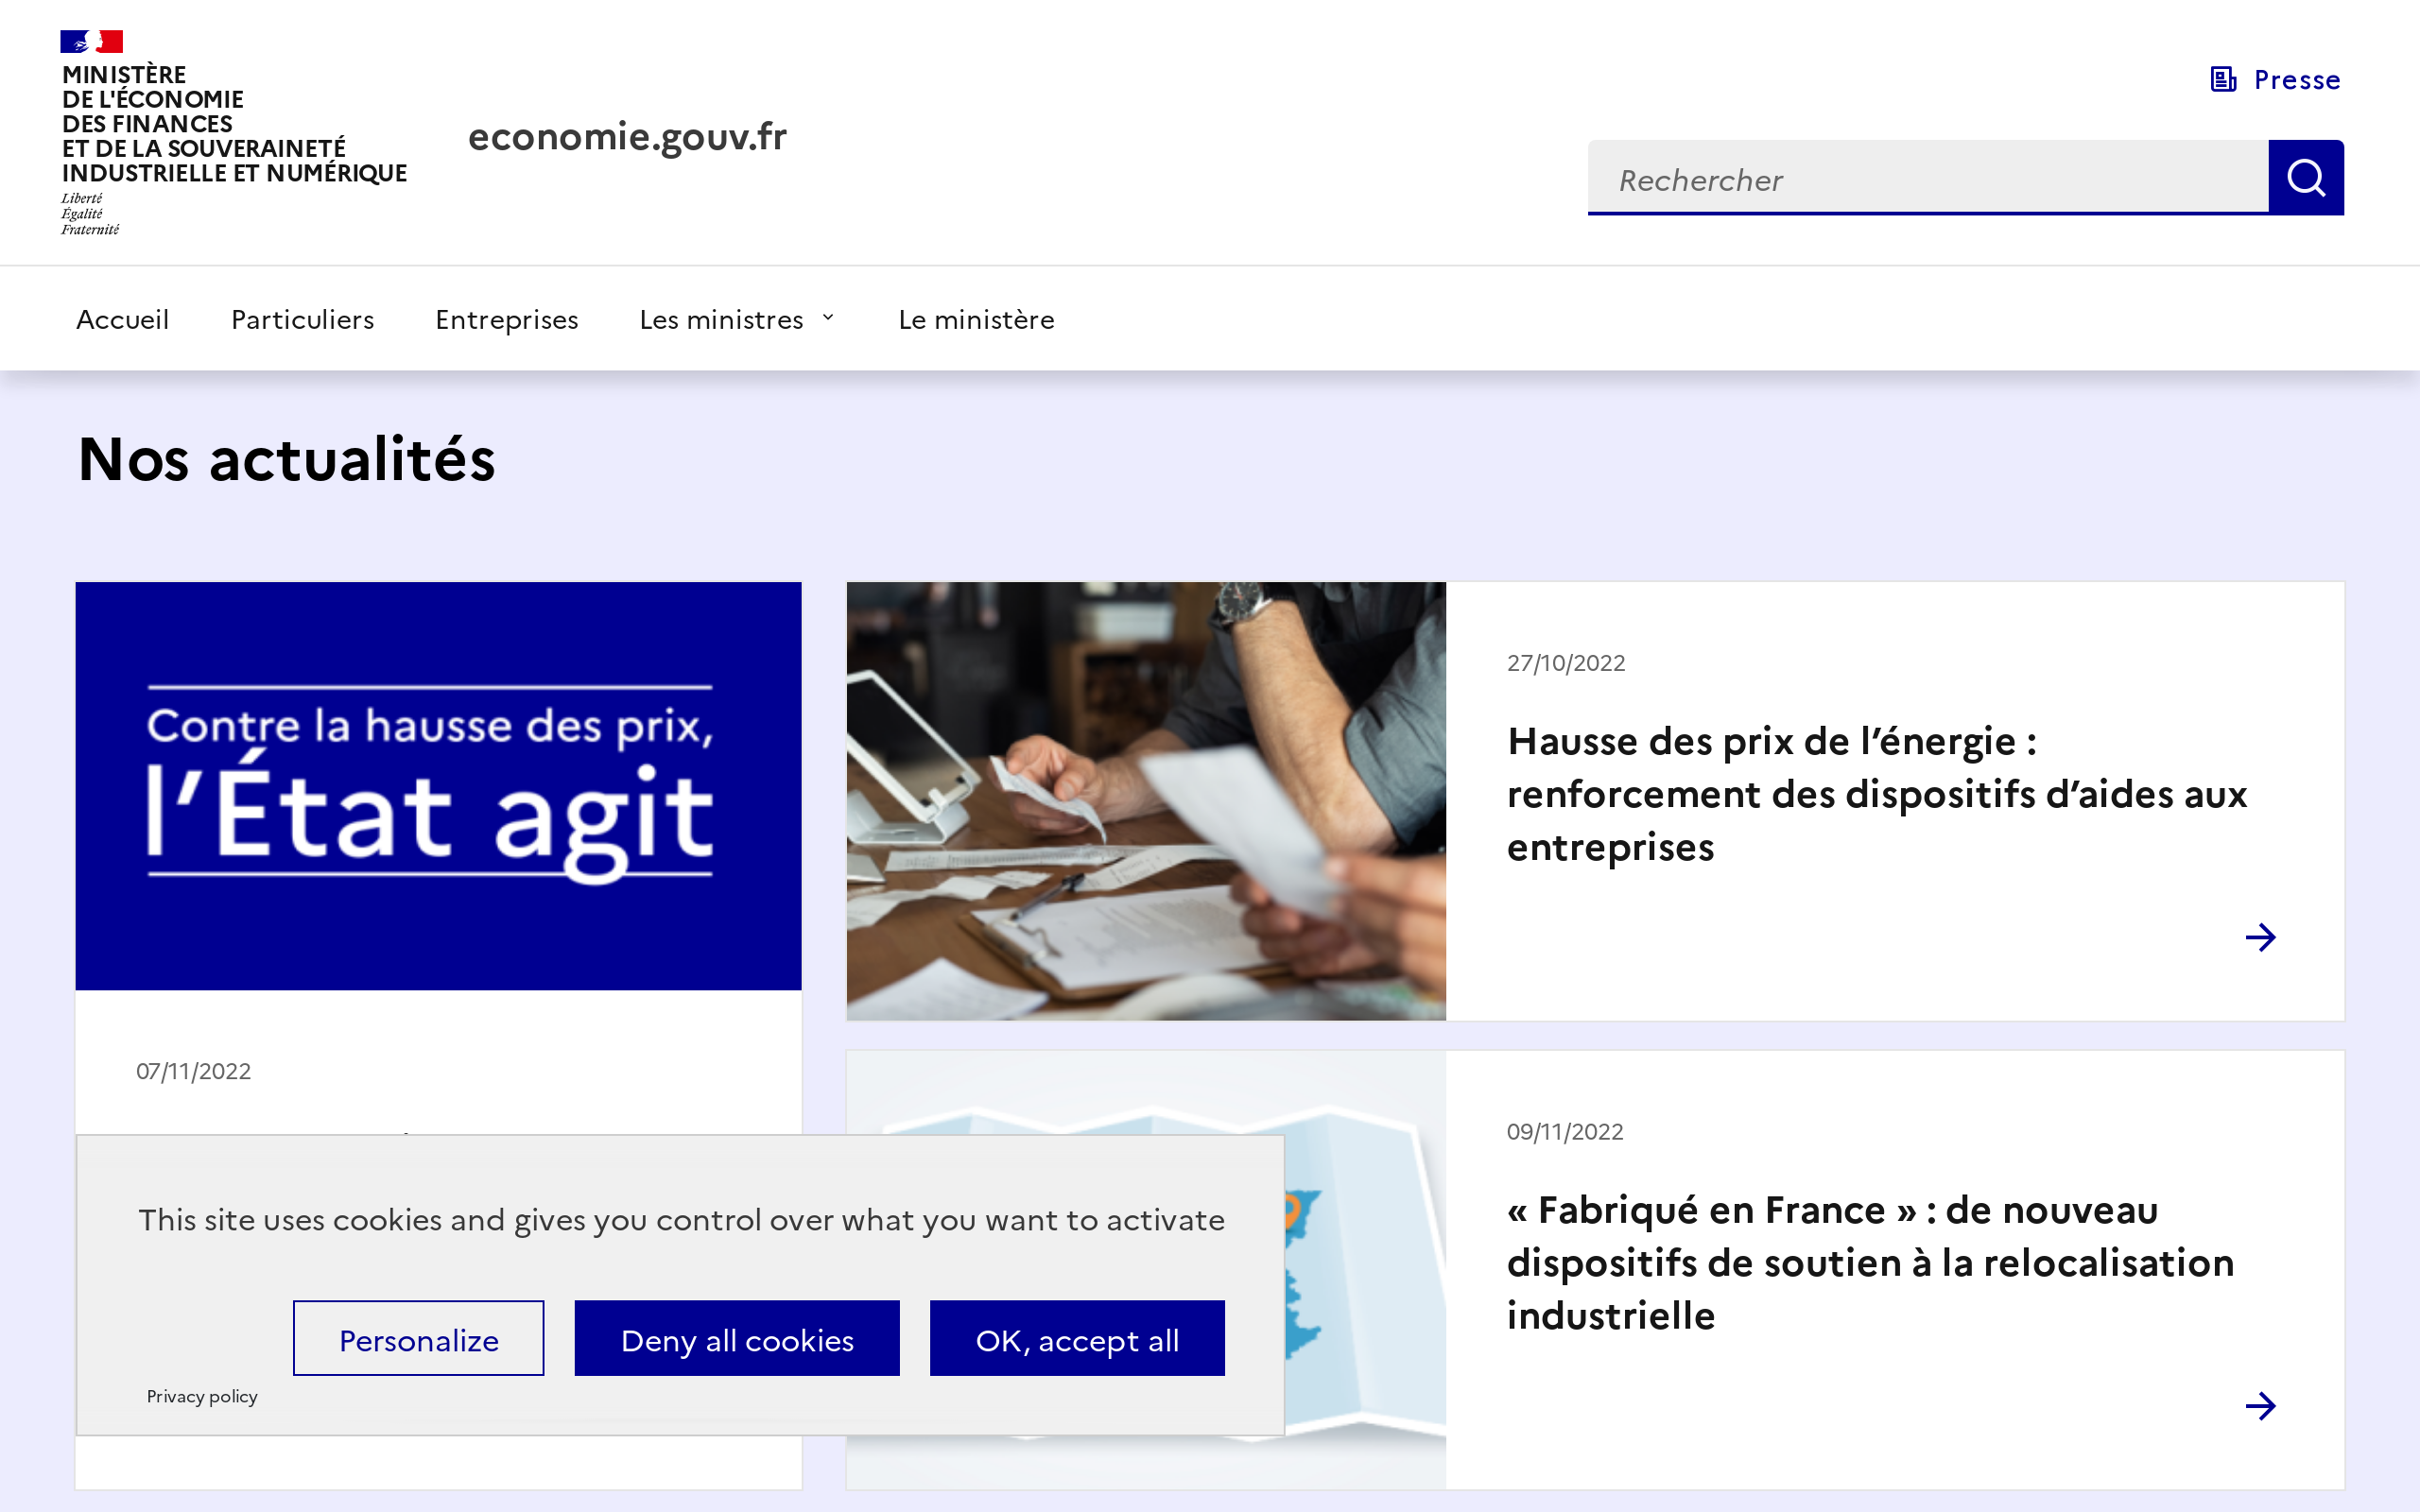 MINISTÈRE
DE L'ÉCONOMIE
DES FINANCES
ET DE LA SOUVERAINETÉ
INDUSTRIELLE ET NUMÉRIQUE
Liberté
Égalité
Fraternité
economie.gouv.fr
Presse
Rechercher
Accueil
Particuliers
Entreprises
Les ministres
Le ministère
Nos actualités
Contre la hausse des prix,
l’État agit
07/11/2022
27/10/2022
Hausse des prix de l’énergie :
renforcement des dispositifs d’aides aux
entreprises
09/11/2022
« Fabriqué en France » : de nouveau
dispositifs de soutien à la relocalisation
industrielle
This site uses cookies and gives you control over what you want to activate
Personalize
Deny all cookies
OK, accept all
Privacy policy